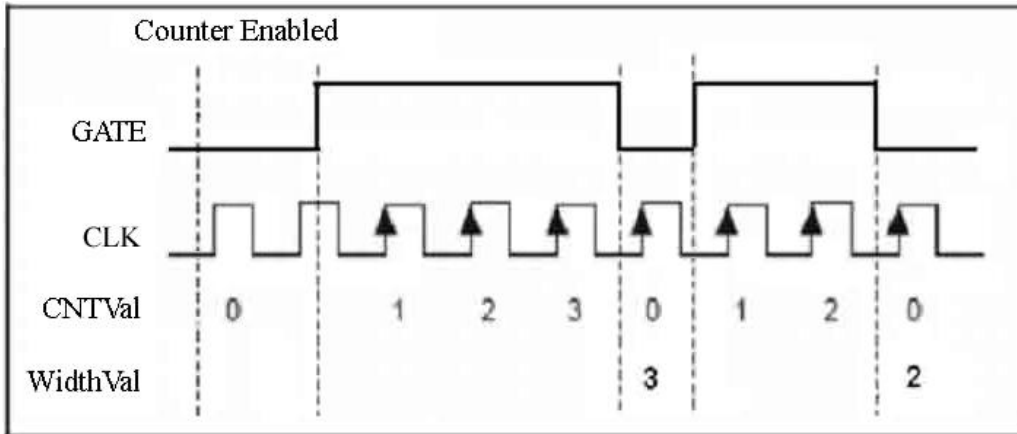 Counter Enabled
GATE
CLK
CNTVal 0 1 2 3 0 1 2 0
WidthVal 3 2